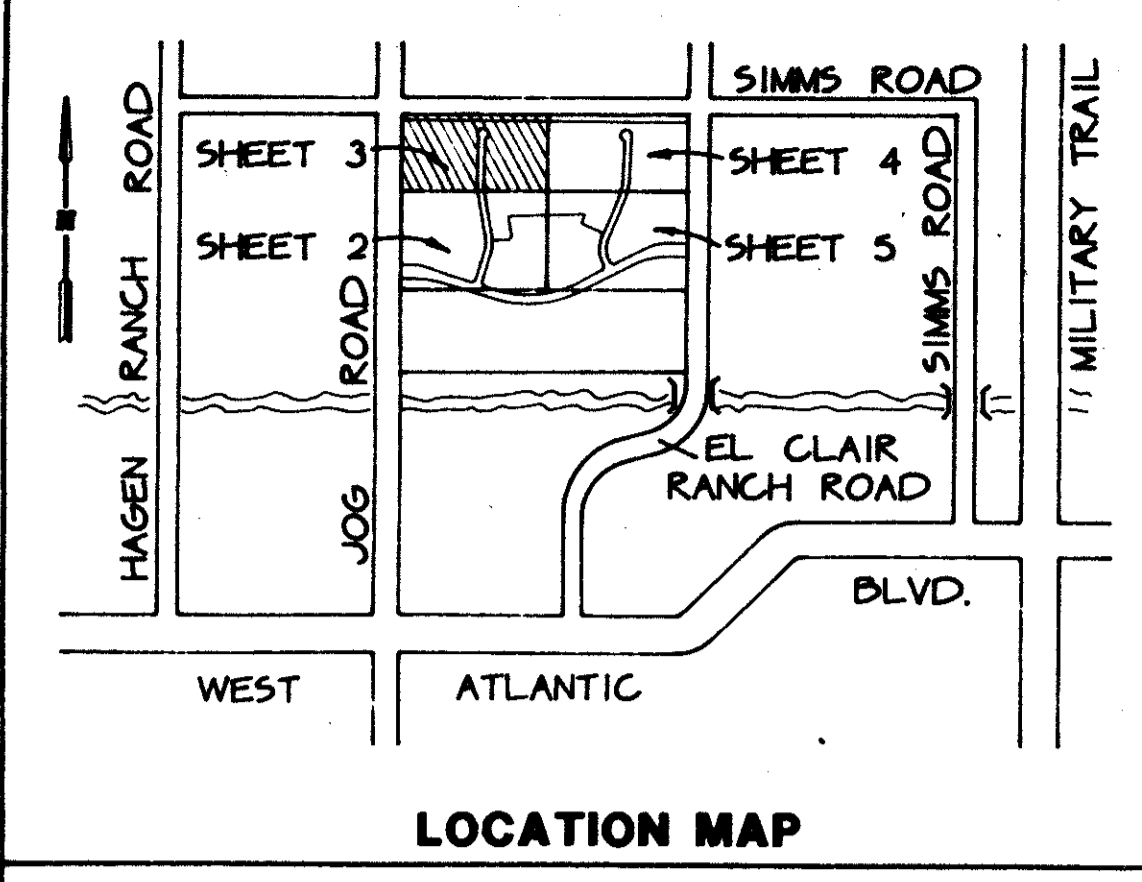 SIMMS ROAD
HAGEN RANCH ROAD
SHEET 3
SHEET 4
SHEET 2
SHEET 5
JOG ROAD
SIMMS ROAD
MILITARY TRAIL
N
EL CLAIR
RANCH ROAD
BLVD.
WEST ATLANTIC
LOCATION MAP